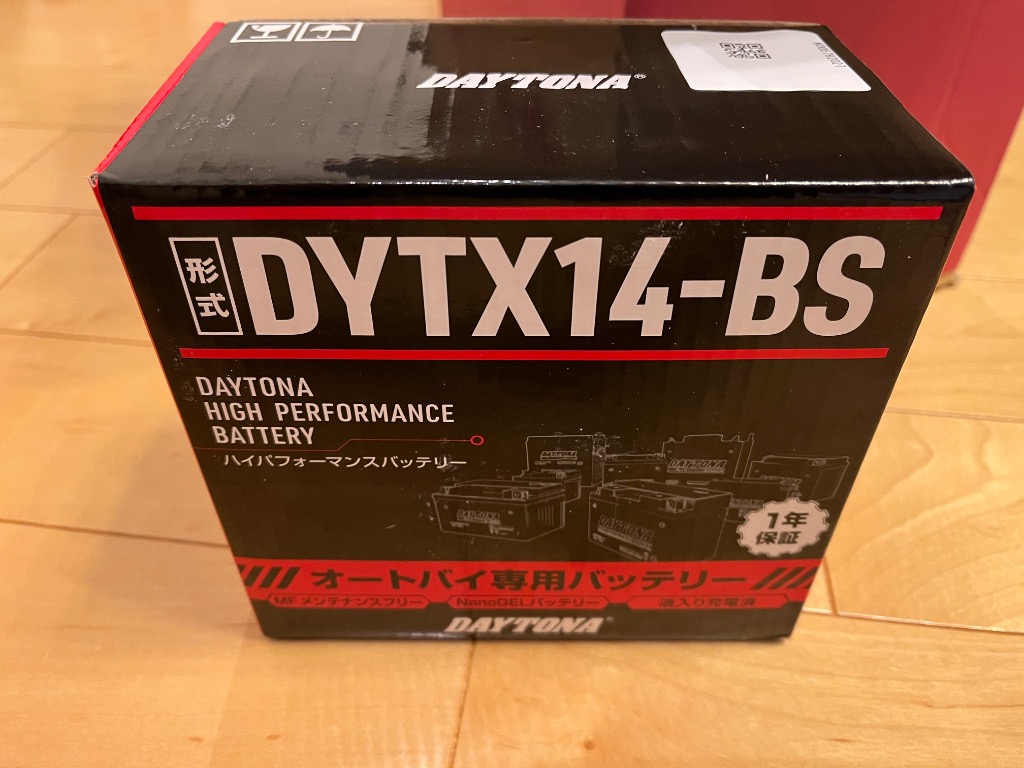 DAYTONA®
形式
DYTX14-BS
DAYTONA
HIGH PERFORMANCE
BATTERY
ハイパフォーマンスバッテリー
DAYTONA
DAYTONA
DAYTONA
1年
保証
オートバイ専用バッテリー
MF メンテナンスフリー
NanoGELバッテリー
液入り充電済
DAYTONA®